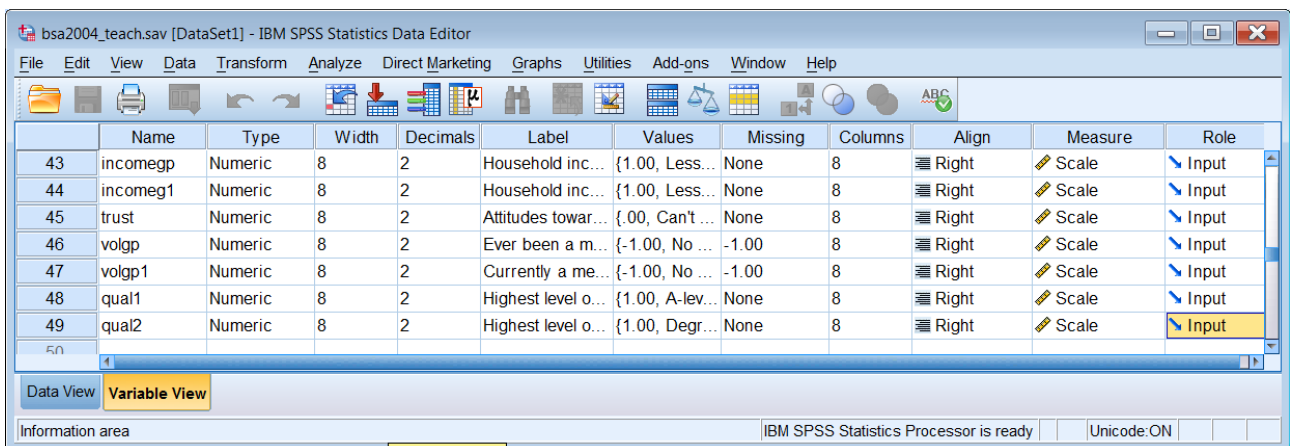 bsa2004_teach.sav [DataSet1] - IBM SPSS Statistics Data Editor
File Edit View Data Transform Analyze Direct Marketing Graphs Utilities Add-ons Window Help
Name Type Width Decimals Label Values Missing Columns Align Measure Role
43 incomegp Numeric 8 2 Household inc... {1.00, Less... None 8 Right Scale Input
44 incomeg1 Numeric 8 2 Household inc... {1.00, Less... None 8 Right Scale Input
45 trust Numeric 8 2 Attitudes towar... {.00, Can't ... None 8 Right Scale Input
46 volgp Numeric 8 2 Ever been a m... {-1.00, No ... -1.00 8 Right Scale Input
47 volgp1 Numeric 8 2 Currently a me... {-1.00, No ... -1.00 8 Right Scale Input
48 qual1 Numeric 8 2 Highest level o... {1.00, A-lev... None 8 Right Scale Input
49 qual2 Numeric 8 2 Highest level o... {1.00, Degr... None 8 Right Scale Input
50
Data View Variable View
Information area IBM SPSS Statistics Processor is ready Unicode:ON